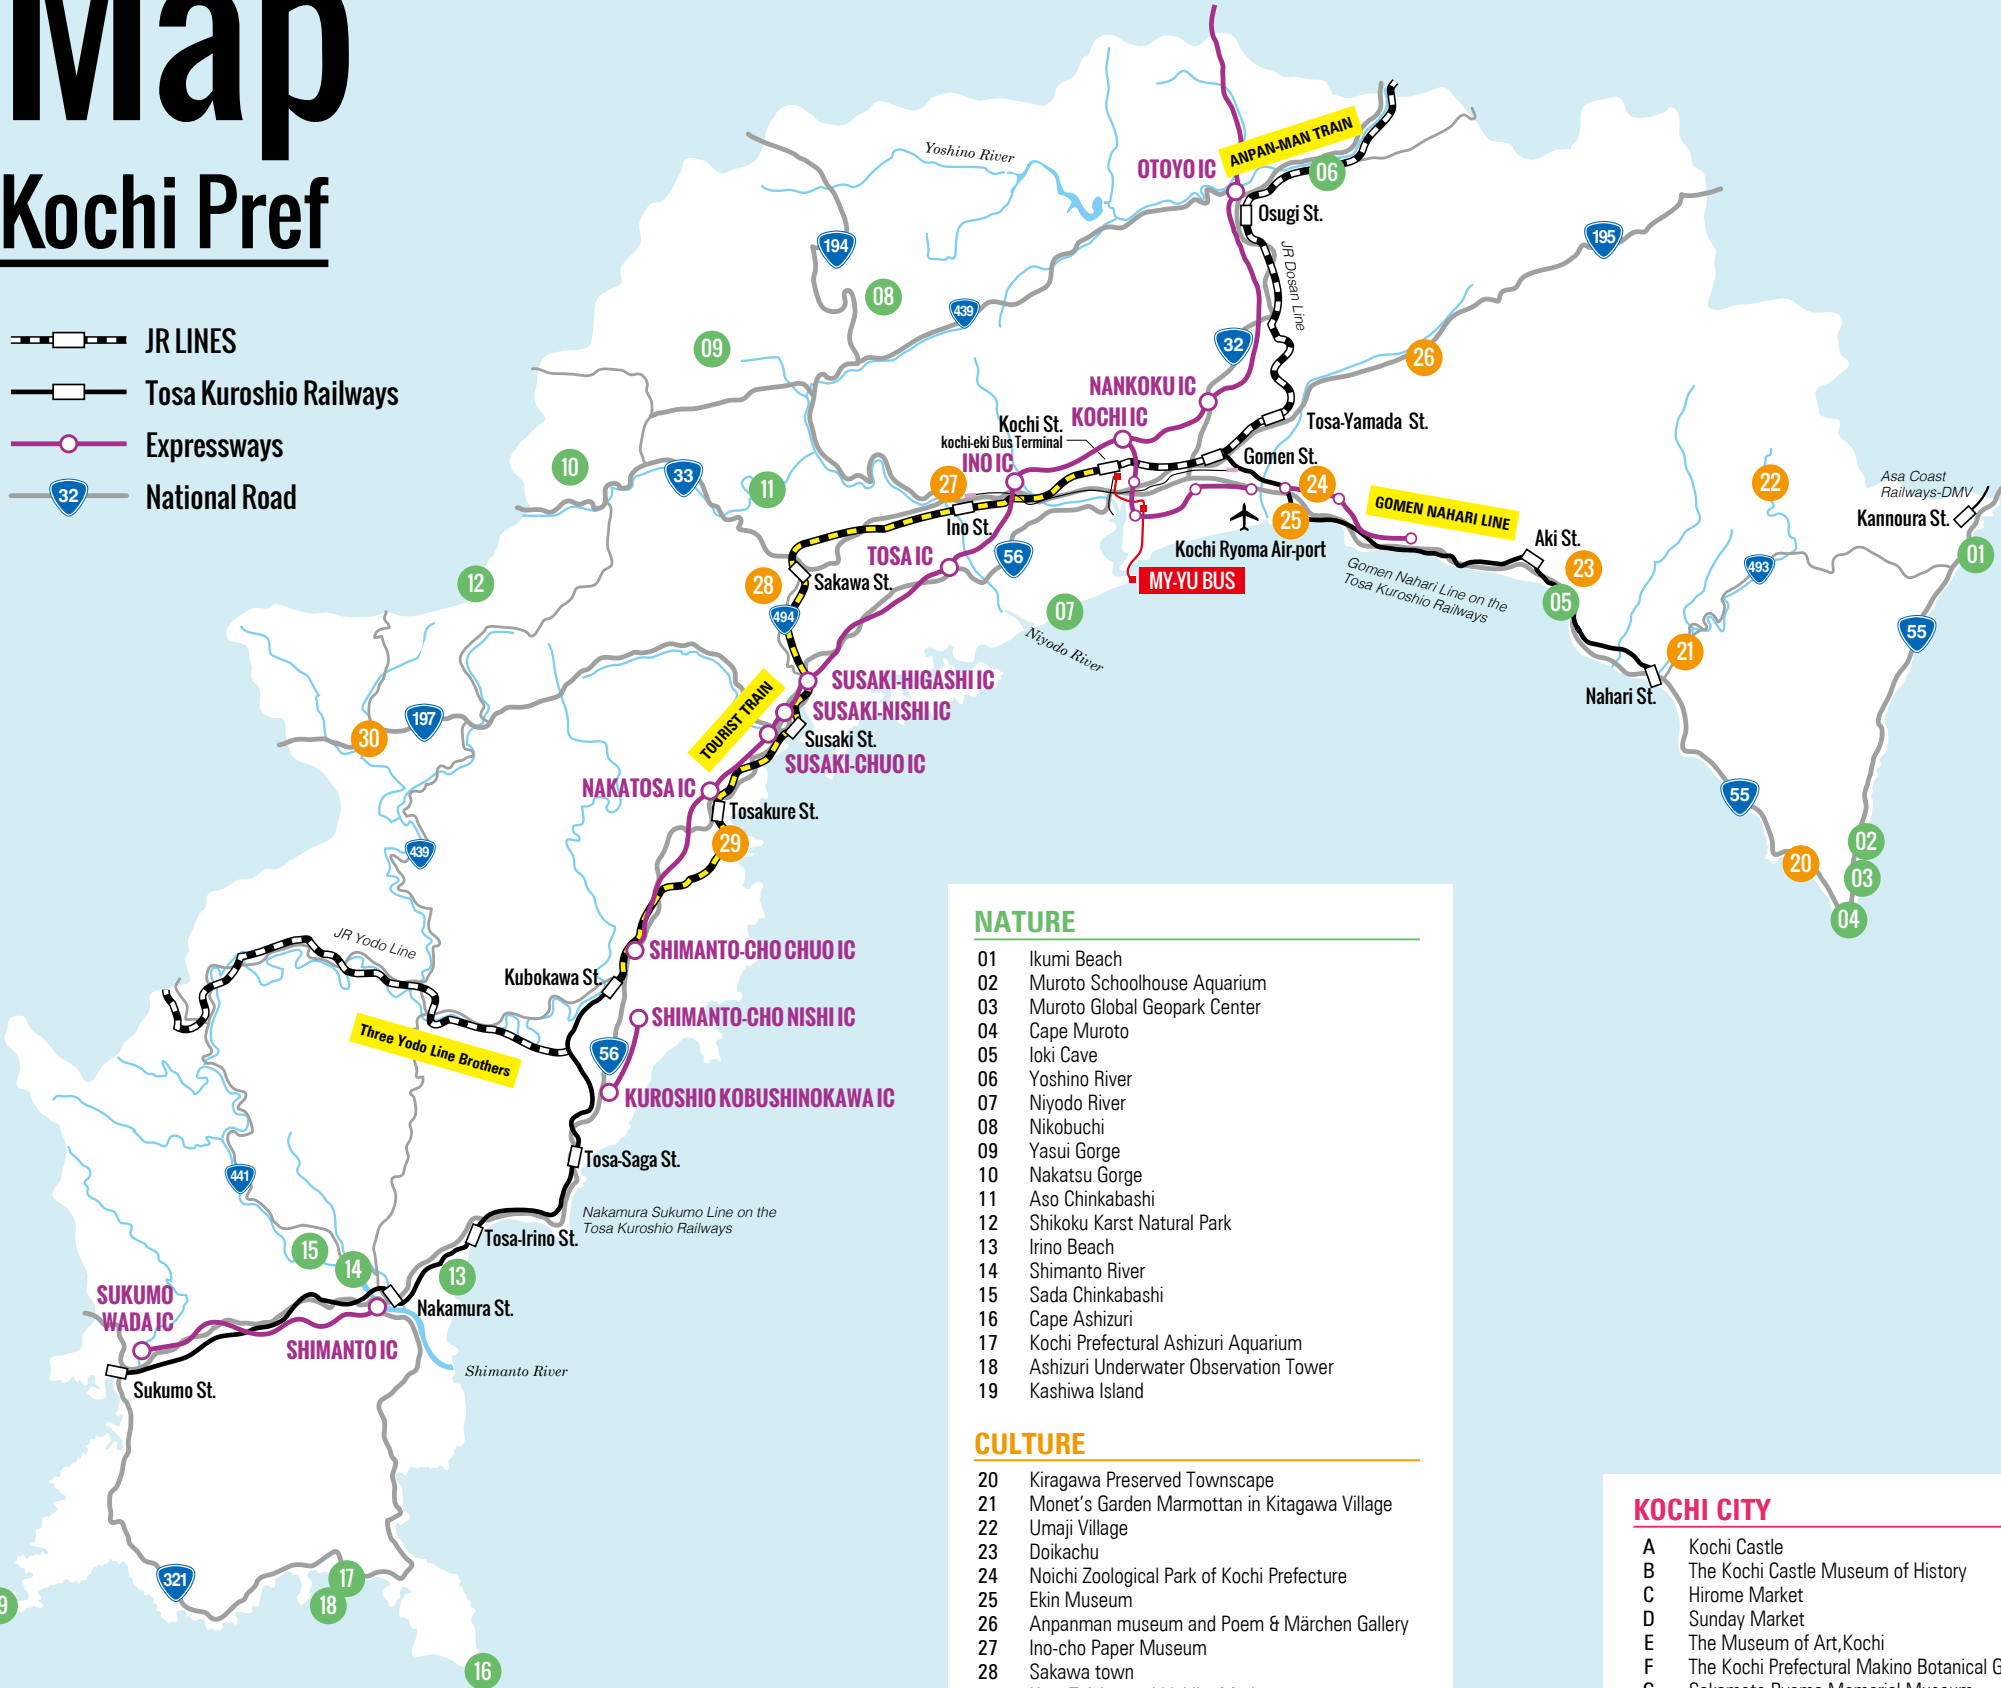 Map
Kochi Pref
JR LINES
Tosa Kuroshio Railways
Expressways
32
National Road
Yoshino River
ANPAN-MAN TRAIN
OTOYO IC
06
Osugi St.
JR Dosan Line
194
195
08
439
09
32
26
NANKOKU IC
KOCHI IC
Kochi St.
kochi-eki Bus Terminal
Tosa-Yamada St.
INO IC
Gomen St.
10
33
11
27
24
22
Asa Coast
Railways-DMV
Kannoura St.
GOMEN NAHARI LINE
25
Ino St.
Kochi Ryoma Air-port
Aki St.
01
TOSA IC
56
MY-YU BUS
Gomen Nahari Line on the
Tosa Kuroshio Railways
23
493
12
28
Sakawa St.
494
07
Niyodo River
05
55
21
Nahari St.
SUSAKI-HIGASHI IC
TOURIST TRAIN
SUSAKI-NISHI IC
Susaki St.
SUSAKI-CHUO IC
197
30
NAKATOSA IC
Tosakure St.
55
29
439
02
20
03
04
JR Yodo Line
SHIMANTO-CHO CHUO IC
Kubokawa St.
SHIMANTO-CHO NISHI IC
Three Yodo Line Brothers
56
KUROSHIO KOBUSHINOKAWA IC
Tosa-Saga St.
441
Nakamura Sukumo Line on the
Tosa Kuroshio Railways
Tosa-Irino St.
15
14
13
SUKUMO
WADA IC
Nakamura St.
SHIMANTO IC
Shimanto River
Sukumo St.
321
17
18
9
16
NATURE
01 Ikumi Beach
02 Muroto Schoolhouse Aquarium
03 Muroto Global Geopark Center
04 Cape Muroto
05 Ioki Cave
06 Yoshino River
07 Niyodo River
08 Nikobuchi
09 Yasui Gorge
10 Nakatsu Gorge
11 Aso Chinkabashi
12 Shikoku Karst Natural Park
13 Irino Beach
14 Shimanto River
15 Sada Chinkabashi
16 Cape Ashizuri
17 Kochi Prefectural Ashizuri Aquarium
18 Ashizuri Underwater Observation Tower
19 Kashiwa Island
CULTURE
20 Kiragawa Preserved Townscape
21 Monet's Garden Marmottan in Kitagawa Village
22 Umaji Village
23 Doikachu
24 Noichi Zoological Park of Kochi Prefecture
25 Ekin Museum
26 Anpanman museum and Poem & Märchen Gallery
27 Ino-cho Paper Museum
28 Sakawa town
KOCHI CITY
A Kochi Castle
B The Kochi Castle Museum of History
C Hirome Market
D Sunday Market
E The Museum of Art,Kochi
F The Kochi Prefectural Makino Botanical G